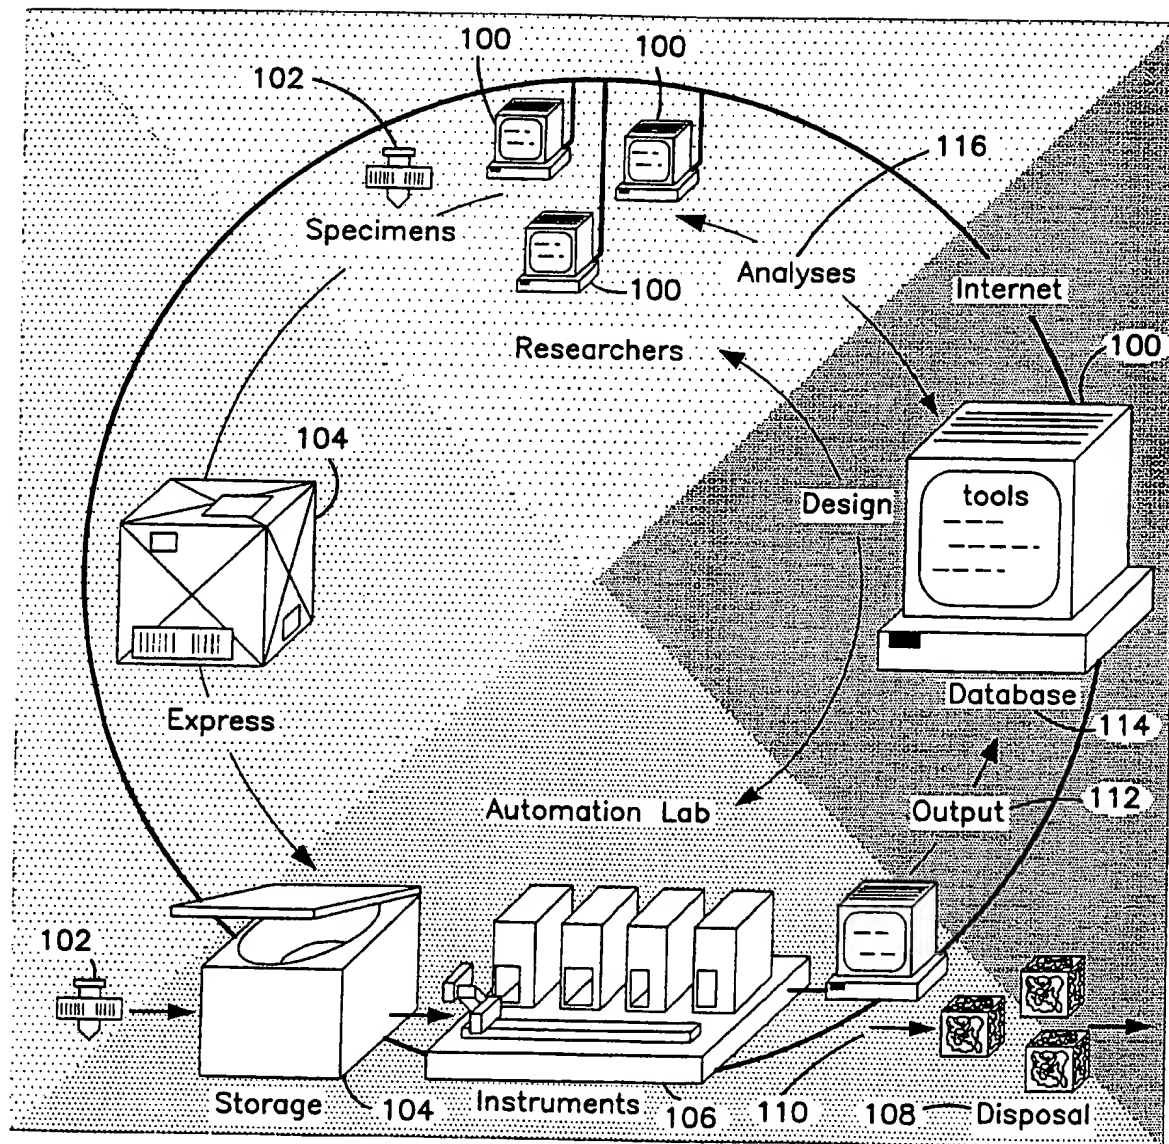 100
100
102
116
Specimens
100
Analyses
Internet
Researchers
100
104
tools
Design
Database
114
Express
Automation Lab
Output
112
102
Storage
104
Instruments
106
110
108
Disposal